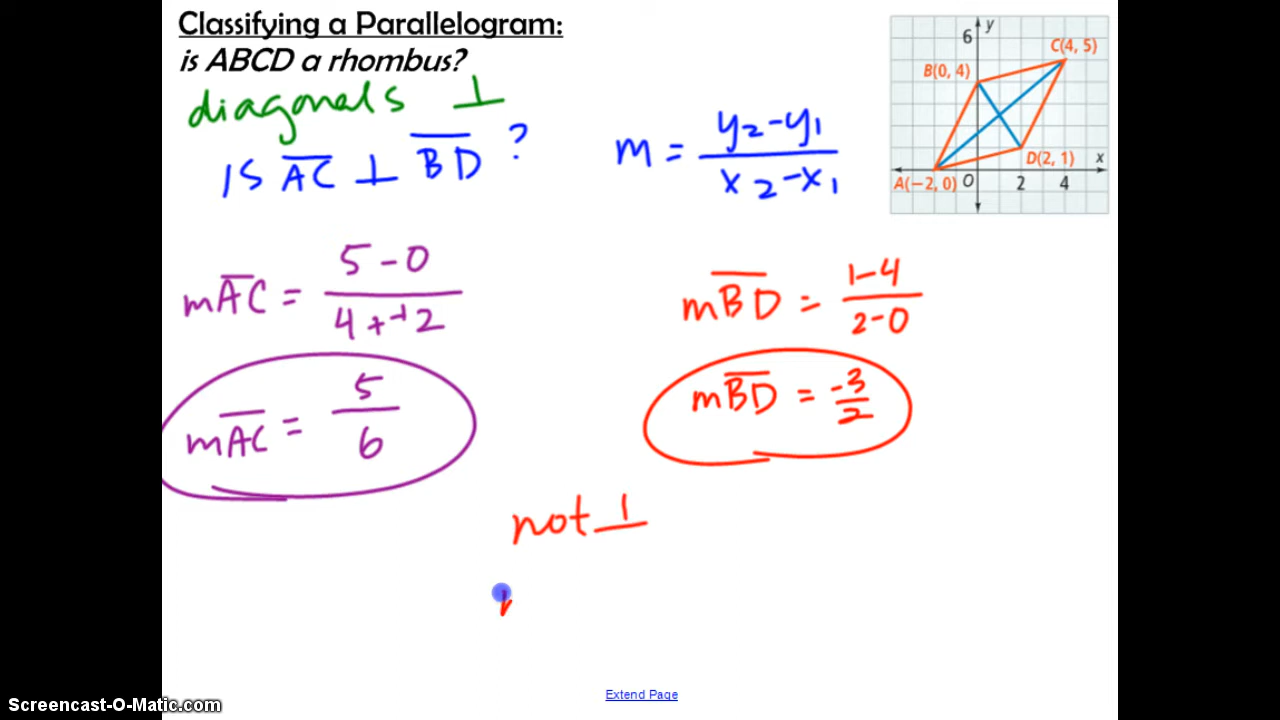 Classifying a Parallelogram:
is ABCD a rhombus?
diagonals ⊥
IS AC ⊥ BD ?
m = y₂-y₁ / x₂-x₁
y
6
C(4, 5)
B(0, 4)
D(2, 1)
x
A(−2, 0)
O
2
4
mAC = 5-0 / 4++2
mBD = 1-4 / 2-0
mAC = 5 / 6
mBD = -3 / 2
not ⊥
Extend Page
Screencast-O-Matic.com